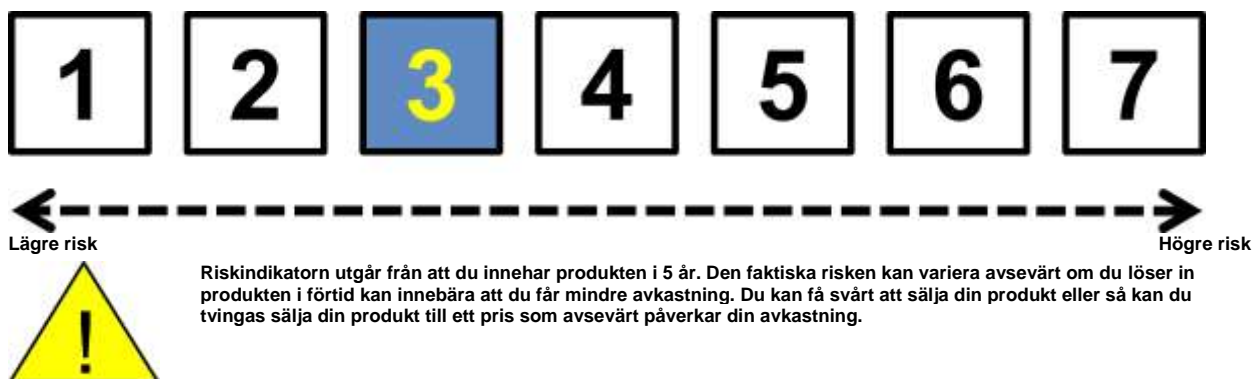 1 2 3 4 5 6 7
Lägre risk Högre risk
Riskindikatorn utgår från att du innehar produkten i 5 år. Den faktiska risken kan variera avsevärt om du löser in
produkten i förtid kan innebära att du får mindre avkastning. Du kan få svårt att sälja din produkt eller så kan du
tvingas sälja din produkt till ett pris som avsevärt påverkar din avkastning.
!